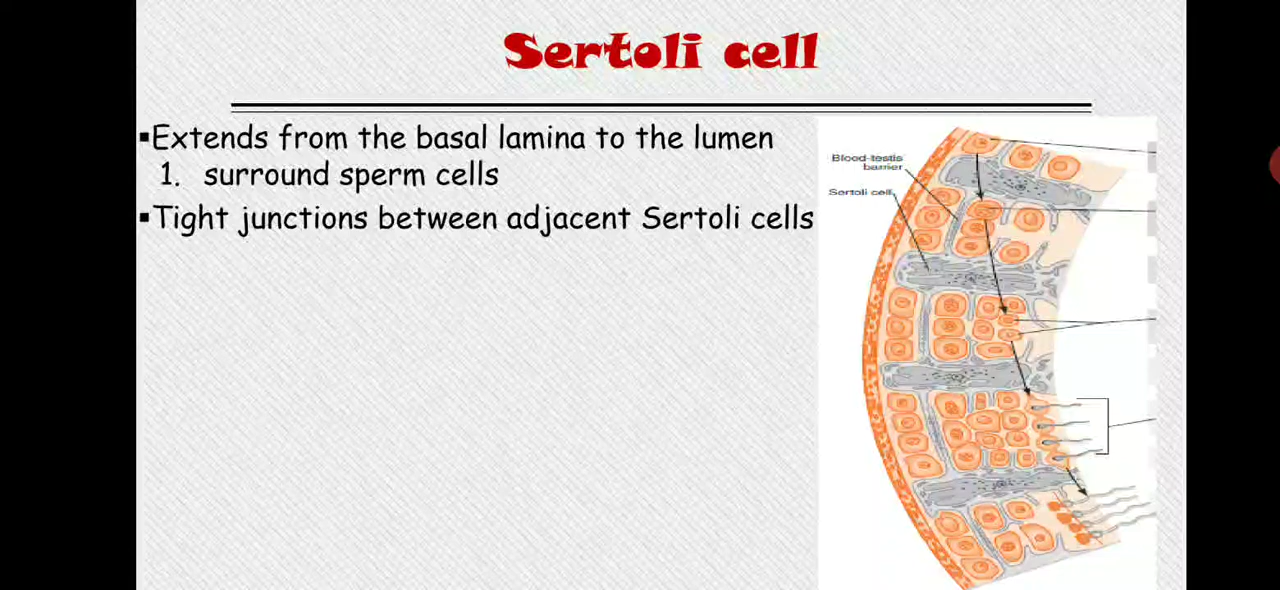 Sertoli cell
▪Extends from the basal lamina to the lumen
1. surround sperm cells
▪Tight junctions between adjacent Sertoli cells
Blood-testis
barrier
Sertoli cell